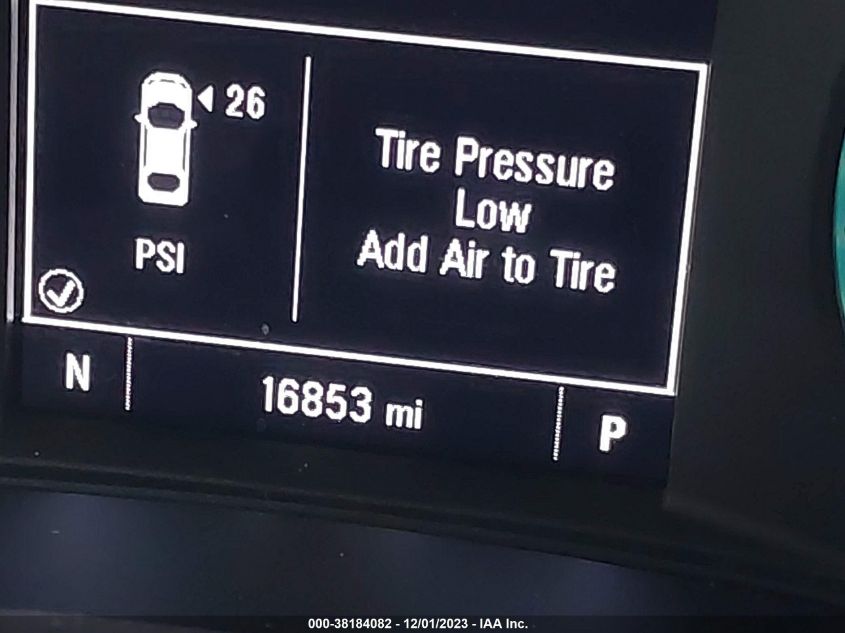 26
PSI
Tire Pressure
Low
Add Air to Tire
N
16853 mi
P
000-38184082 - 12/01/2023 - IAA Inc.